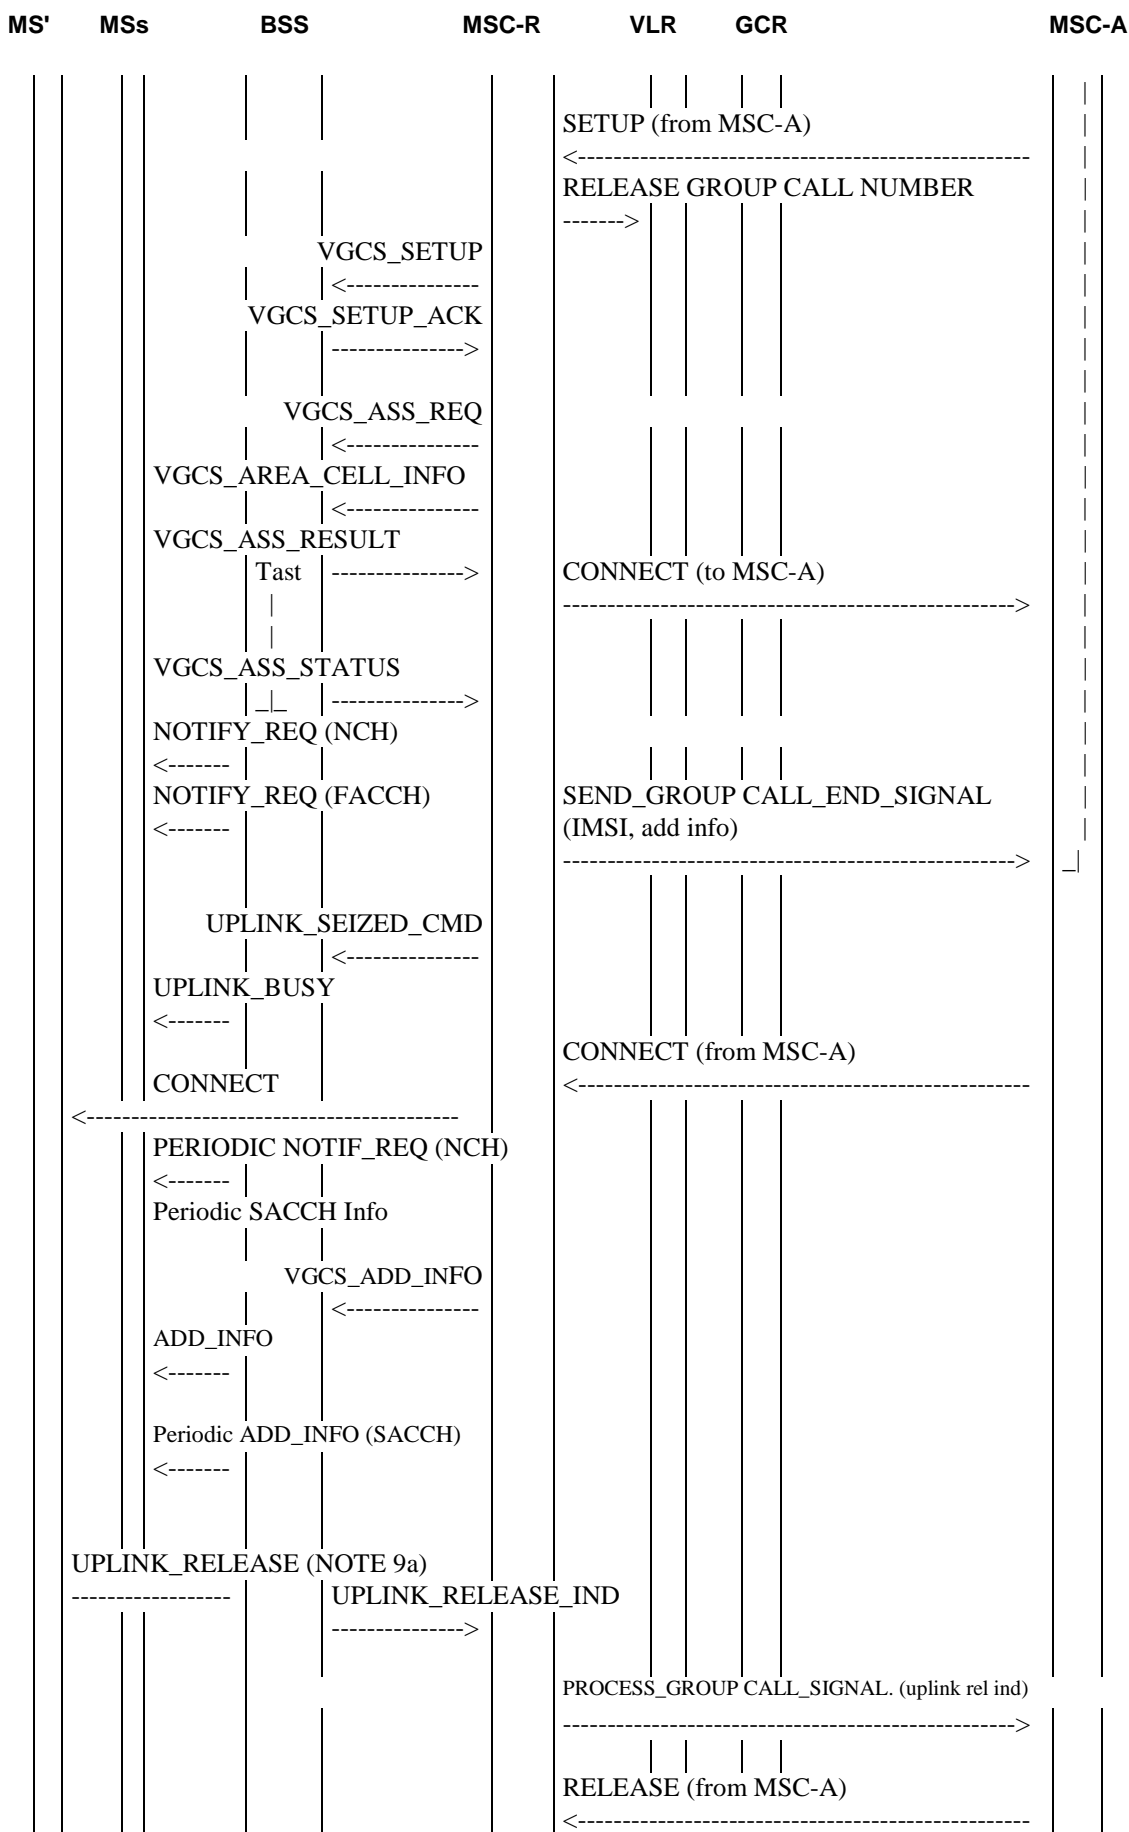 MS' MSs BSS MSC-R VLR GCR MSC-A
SETUP (from MSC-A)
<---------------------------------------------------
RELEASE GROUP CALL NUMBER
------->
VGCS_SETUP
<---------------
VGCS_SETUP_ACK
--------------->
VGCS_ASS_REQ
<---------------
VGCS_AREA_CELL_INFO
<---------------
VGCS_ASS_RESULT
Tast ---------------> CONNECT (to MSC-A)
--------------------------------------------------->
VGCS_ASS_STATUS
_|_ --------------->
NOTIFY_REQ (NCH)
<-------
NOTIFY_REQ (FACCH) SEND_GROUP CALL_END_SIGNAL
<------- (IMSI, add info)
---------------------------------------------------> _|
UPLINK_SEIZED_CMD
<---------------
UPLINK_BUSY
<-------
CONNECT (from MSC-A)
CONNECT <---------------------------------------------------
<------------------------------------------
PERIODIC NOTIF_REQ (NCH)
<-------
Periodic SACCH Info
VGCS_ADD_INFO
<---------------
ADD_INFO
<-------
Periodic ADD_INFO (SACCH)
<-------
UPLINK_RELEASE (NOTE 9a)
------------------ UPLINK_RELEASE_IND
--------------->
PROCESS_GROUP CALL_SIGNAL. (uplink rel ind)
--------------------------------------------------->
RELEASE (from MSC-A)
<---------------------------------------------------